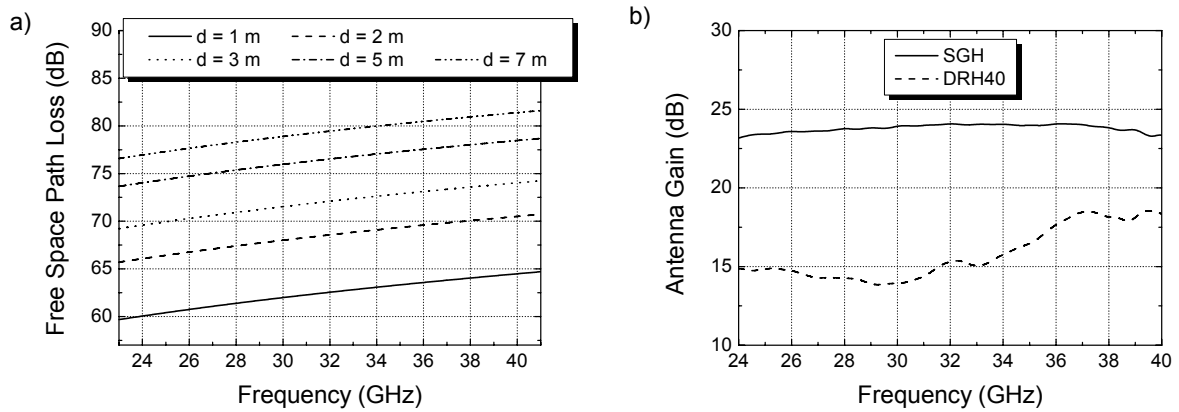 a)
Free Space Path Loss (dB)
90
85
80
75
70
65
60
d = 1 m
d = 2 m
d = 3 m
d = 5 m
d = 7 m
24 26 28 30 32 34 36 38 40
Frequency (GHz)
b)
Antenna Gain (dB)
30
25
20
15
10
SGH
DRH40
24 26 28 30 32 34 36 38 40
Frequency (GHz)